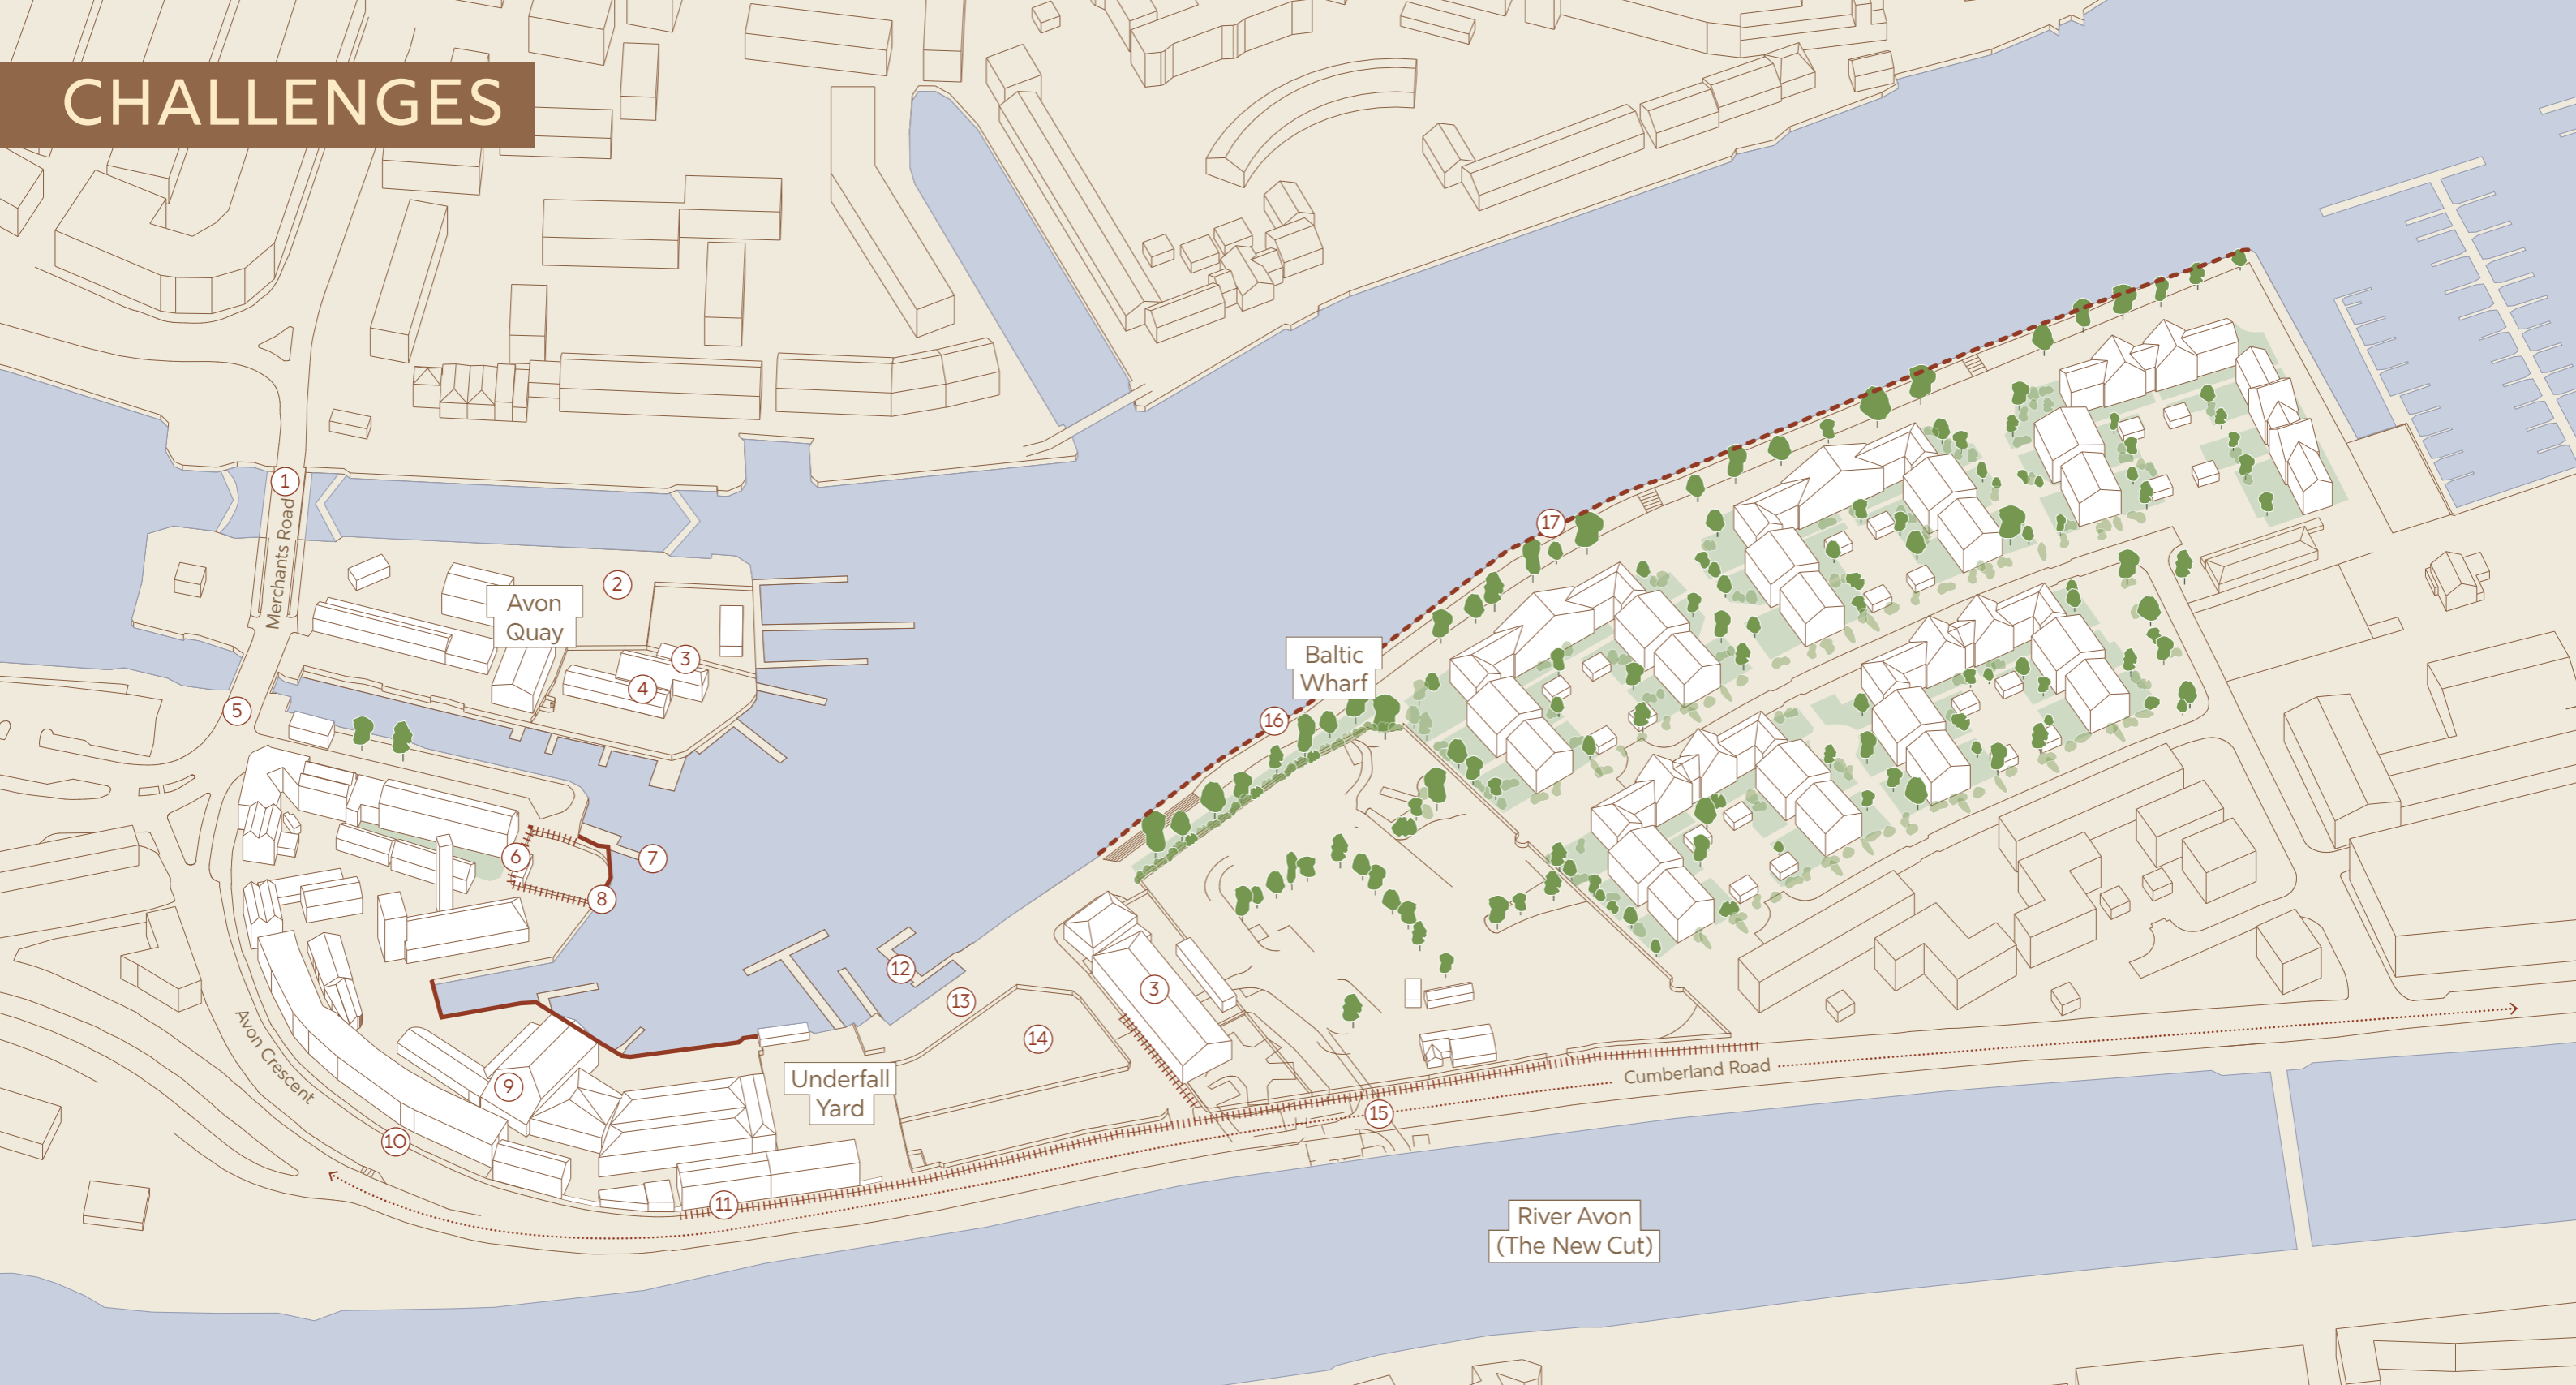 CHALLENGES
1
Merchants Road
2
Avon
Quay
3
4
5
17
Baltic
Wharf
16
6
7
8
12
13
3
14
Avon Crescent
9
Underfall
Yard
Cumberland Road
15
10
11
River Avon
(The New Cut)